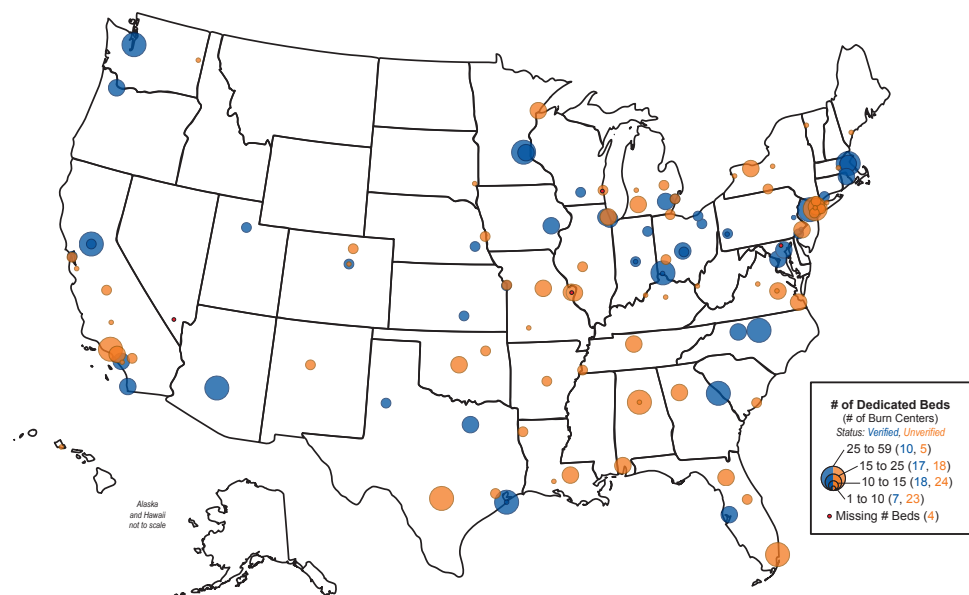 Alaska
and Hawaii
not to scale
# of Dedicated Beds
(# of Burn Centers)
Status: Verified, Unverified
25 to 59 (10, 5)
15 to 25 (17, 18)
10 to 15 (18, 24)
1 to 10 (7, 23)
Missing # Beds (4)